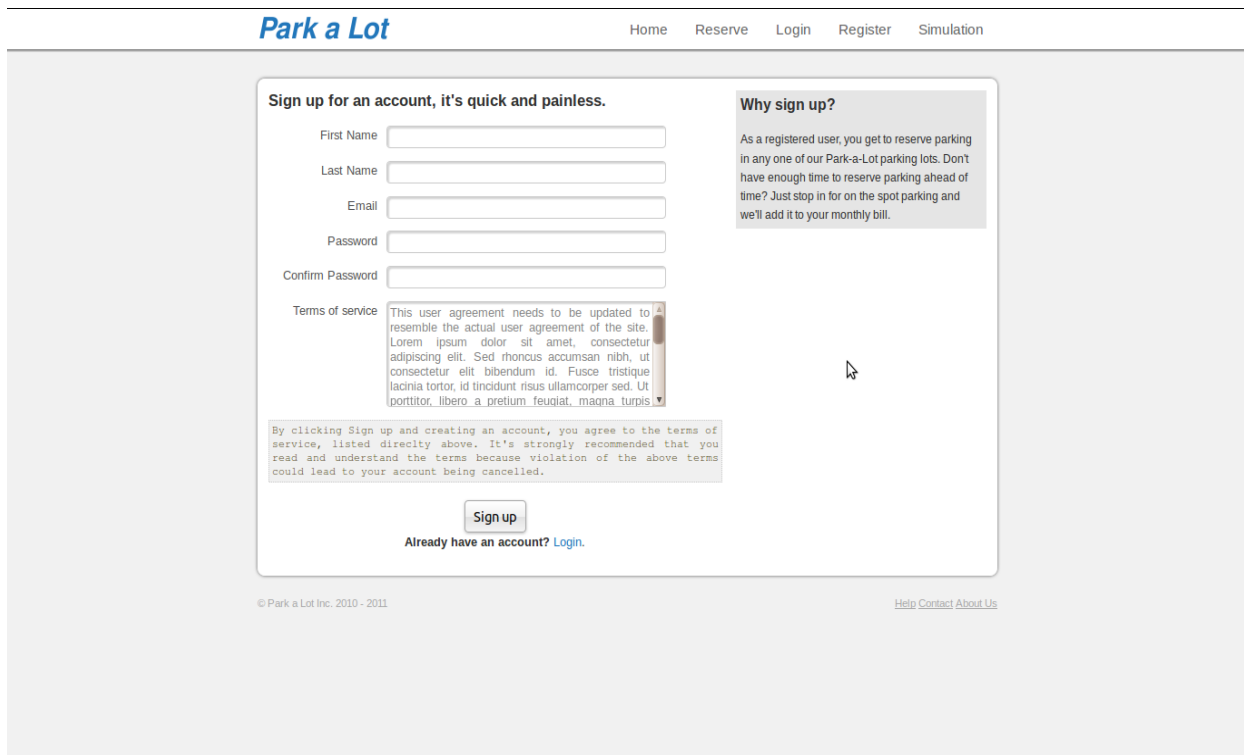 Park a Lot
Home Reserve Login Register Simulation
Sign up for an account, it's quick and painless.
First Name
Last Name
Email
Password
Confirm Password
Terms of service
This user agreement needs to be updated to
resemble the actual user agreement of the site.
Lorem ipsum dolor sit amet, consectetur
adipiscing elit. Sed rhoncus accumsan nibh, ut
consectetur elit bibendum id. Fusce tristique
lacinia tortor, id tincidunt risus ullamcorper sed. Ut
porttitor, libero a pretium feugiat, magna turpis
By clicking Sign up and creating an account, you agree to the terms of
service, listed direclty above. It's strongly recommended that you
read and understand the terms because violation of the above terms
could lead to your account being cancelled.
Sign up
Already have an account? Login.
Why sign up?
As a registered user, you get to reserve parking
in any one of our Park-a-Lot parking lots. Don't
have enough time to reserve parking ahead of
time? Just stop in for on the spot parking and
we'll add it to your monthly bill.
© Park a Lot Inc. 2010 - 2011
Help Contact About Us